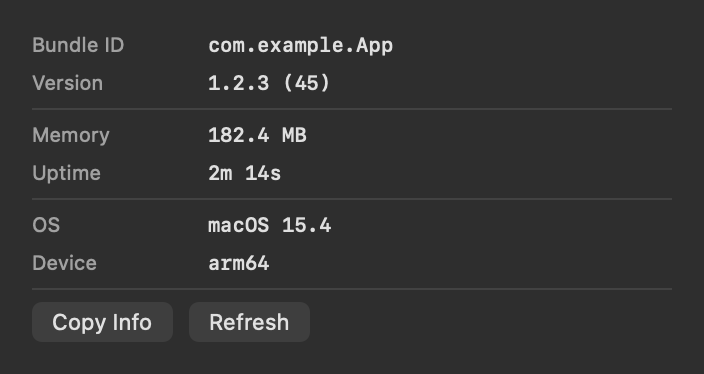 Bundle ID com.example.App
Version 1.2.3 (45)
Memory 182.4 MB
Uptime 2m 14s
OS macOS 15.4
Device arm64
Copy Info Refresh